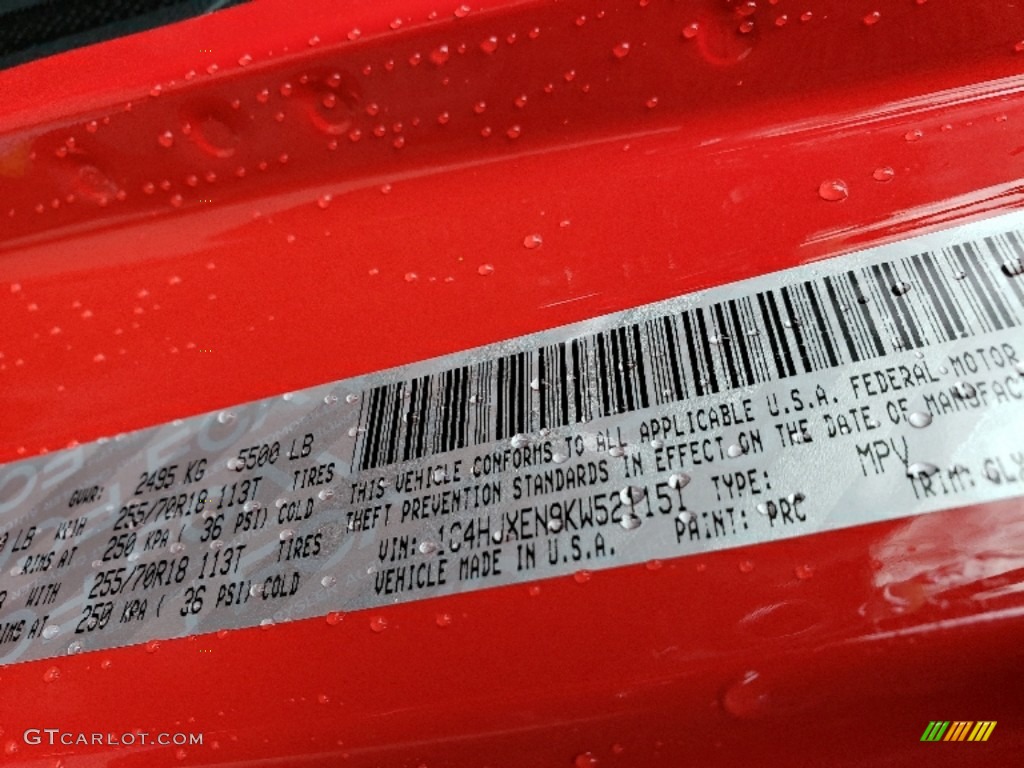 GVWR: 2495 KG 5500 LB
LB WITH 255/70R18 113T TIRES
RIMS AT 250 KPA ( 36 PSI) COLD
WITH 255/70R18 113T TIRES
RIMS AT 250 KPA ( 36 PSI) COLD
THIS VEHICLE CONFORMS TO ALL APPLICABLE U.S.A. FEDERAL MOTOR
THEFT PREVENTION STANDARDS IN EFFECT ON THE DATE OF MANUFAC
VIN: TYPE: MPV
VEHICLE MADE IN U.S.A. PAINT: PRC TRIM:
GTCARLOT.COM